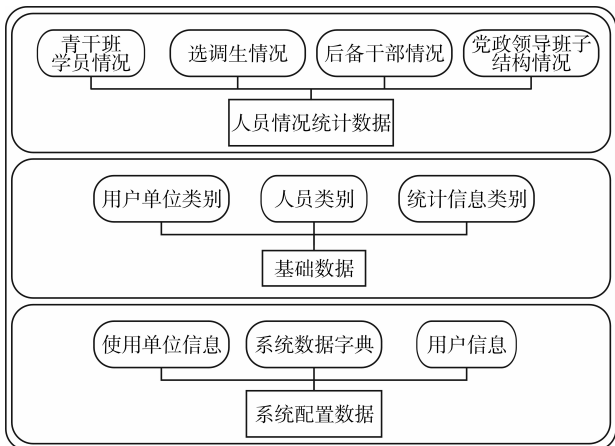 青干班
学员情况
选调生情况
后备干部情况
党政领导班子
结构情况
人员情况统计数据
用户单位类别
人员类别
统计信息类别
基础数据
使用单位信息
系统数据字典
用户信息
系统配置数据